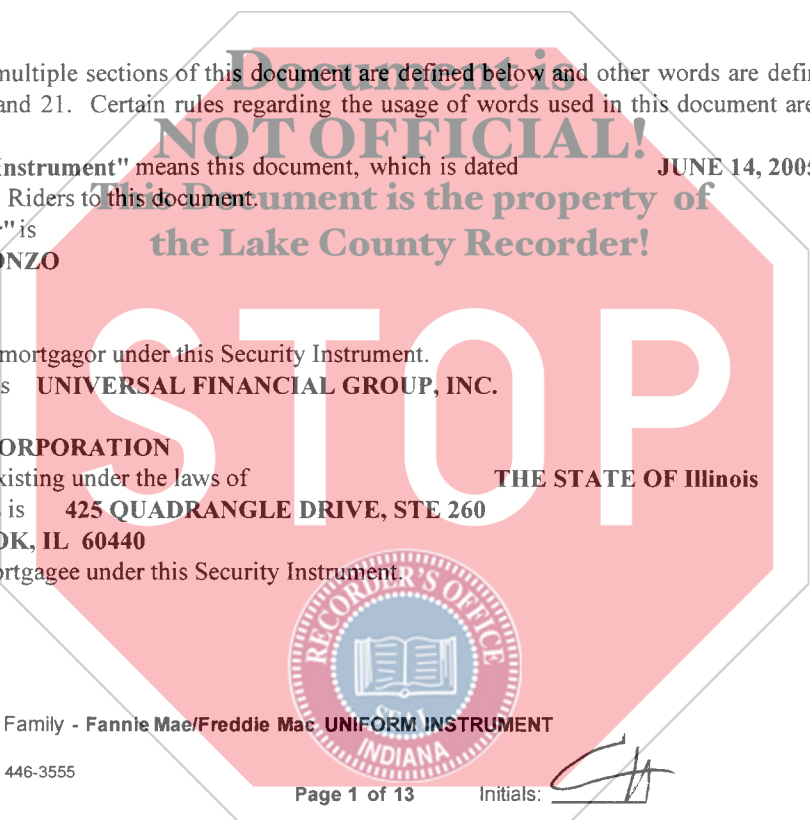 Document is
multiple sections of this document are defined below and other words are defin
and 21. Certain rules regarding the usage of words used in this document are
NOT OFFICIAL!
Instrument" means this document, which is dated JUNE 14, 2005
Riders to this document.
This Document is the property of
" is
the Lake County Recorder!
ONZO
STOP
mortgagor under this Security Instrument.
s UNIVERSAL FINANCIAL GROUP, INC.
ORPORATION
xisting under the laws of THE STATE OF Illinois
is 425 QUADRANGLE DRIVE, STE 260
OK, IL 60440
ortgagee under this Security Instrument.
RECORDER'S OFFICE
SEAL
INDIANA
Family - Fannie Mae/Freddie Mac UNIFORM INSTRUMENT
446-3555
Page 1 of 13 Initials: